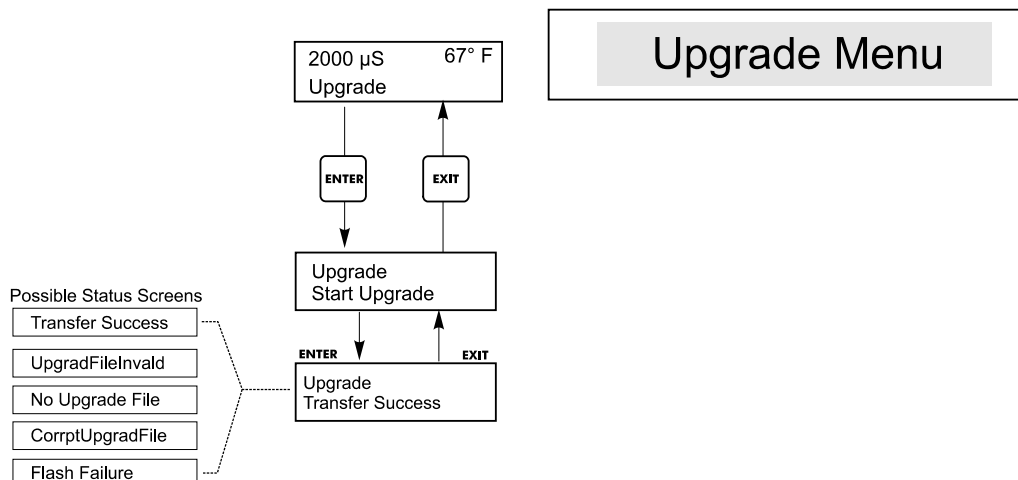 Upgrade Menu
2000 µS 67° F
Upgrade
ENTER EXIT
Upgrade
Start Upgrade
ENTER EXIT
Upgrade
Transfer Success
Possible Status Screens
Transfer Success
UpgradFileInvald
No Upgrade File
CorrptUpgradFile
Flash Failure